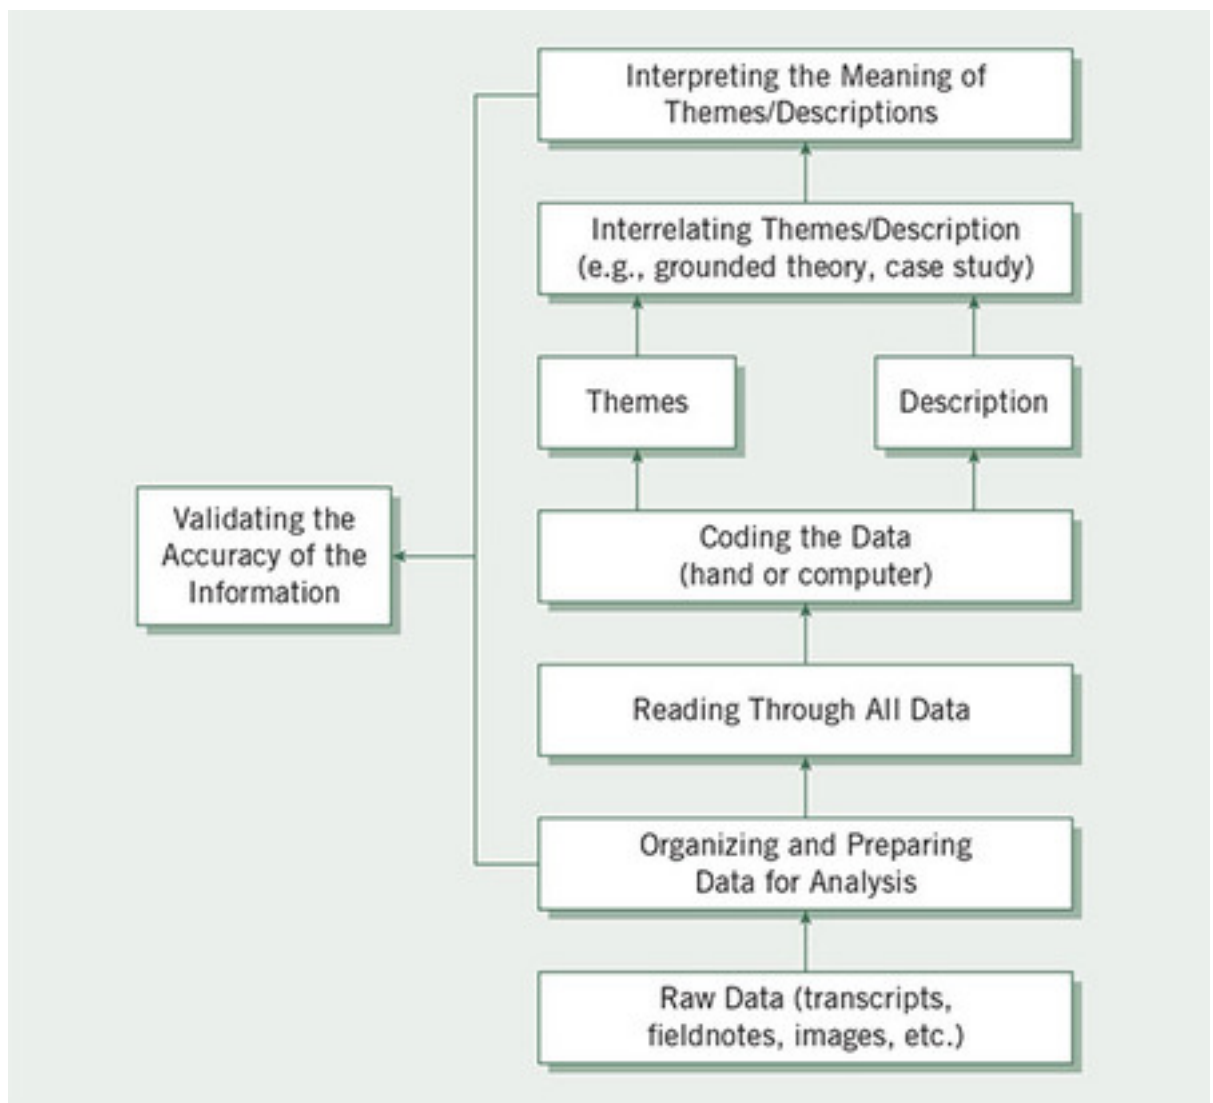 Interpreting the Meaning of
Themes/Descriptions
Interrelating Themes/Description
(e.g., grounded theory, case study)
Themes
Description
Validating the
Accuracy of the
Information
Coding the Data
(hand or computer)
Reading Through All Data
Organizing and Preparing
Data for Analysis
Raw Data (transcripts,
fieldnotes, images, etc.)